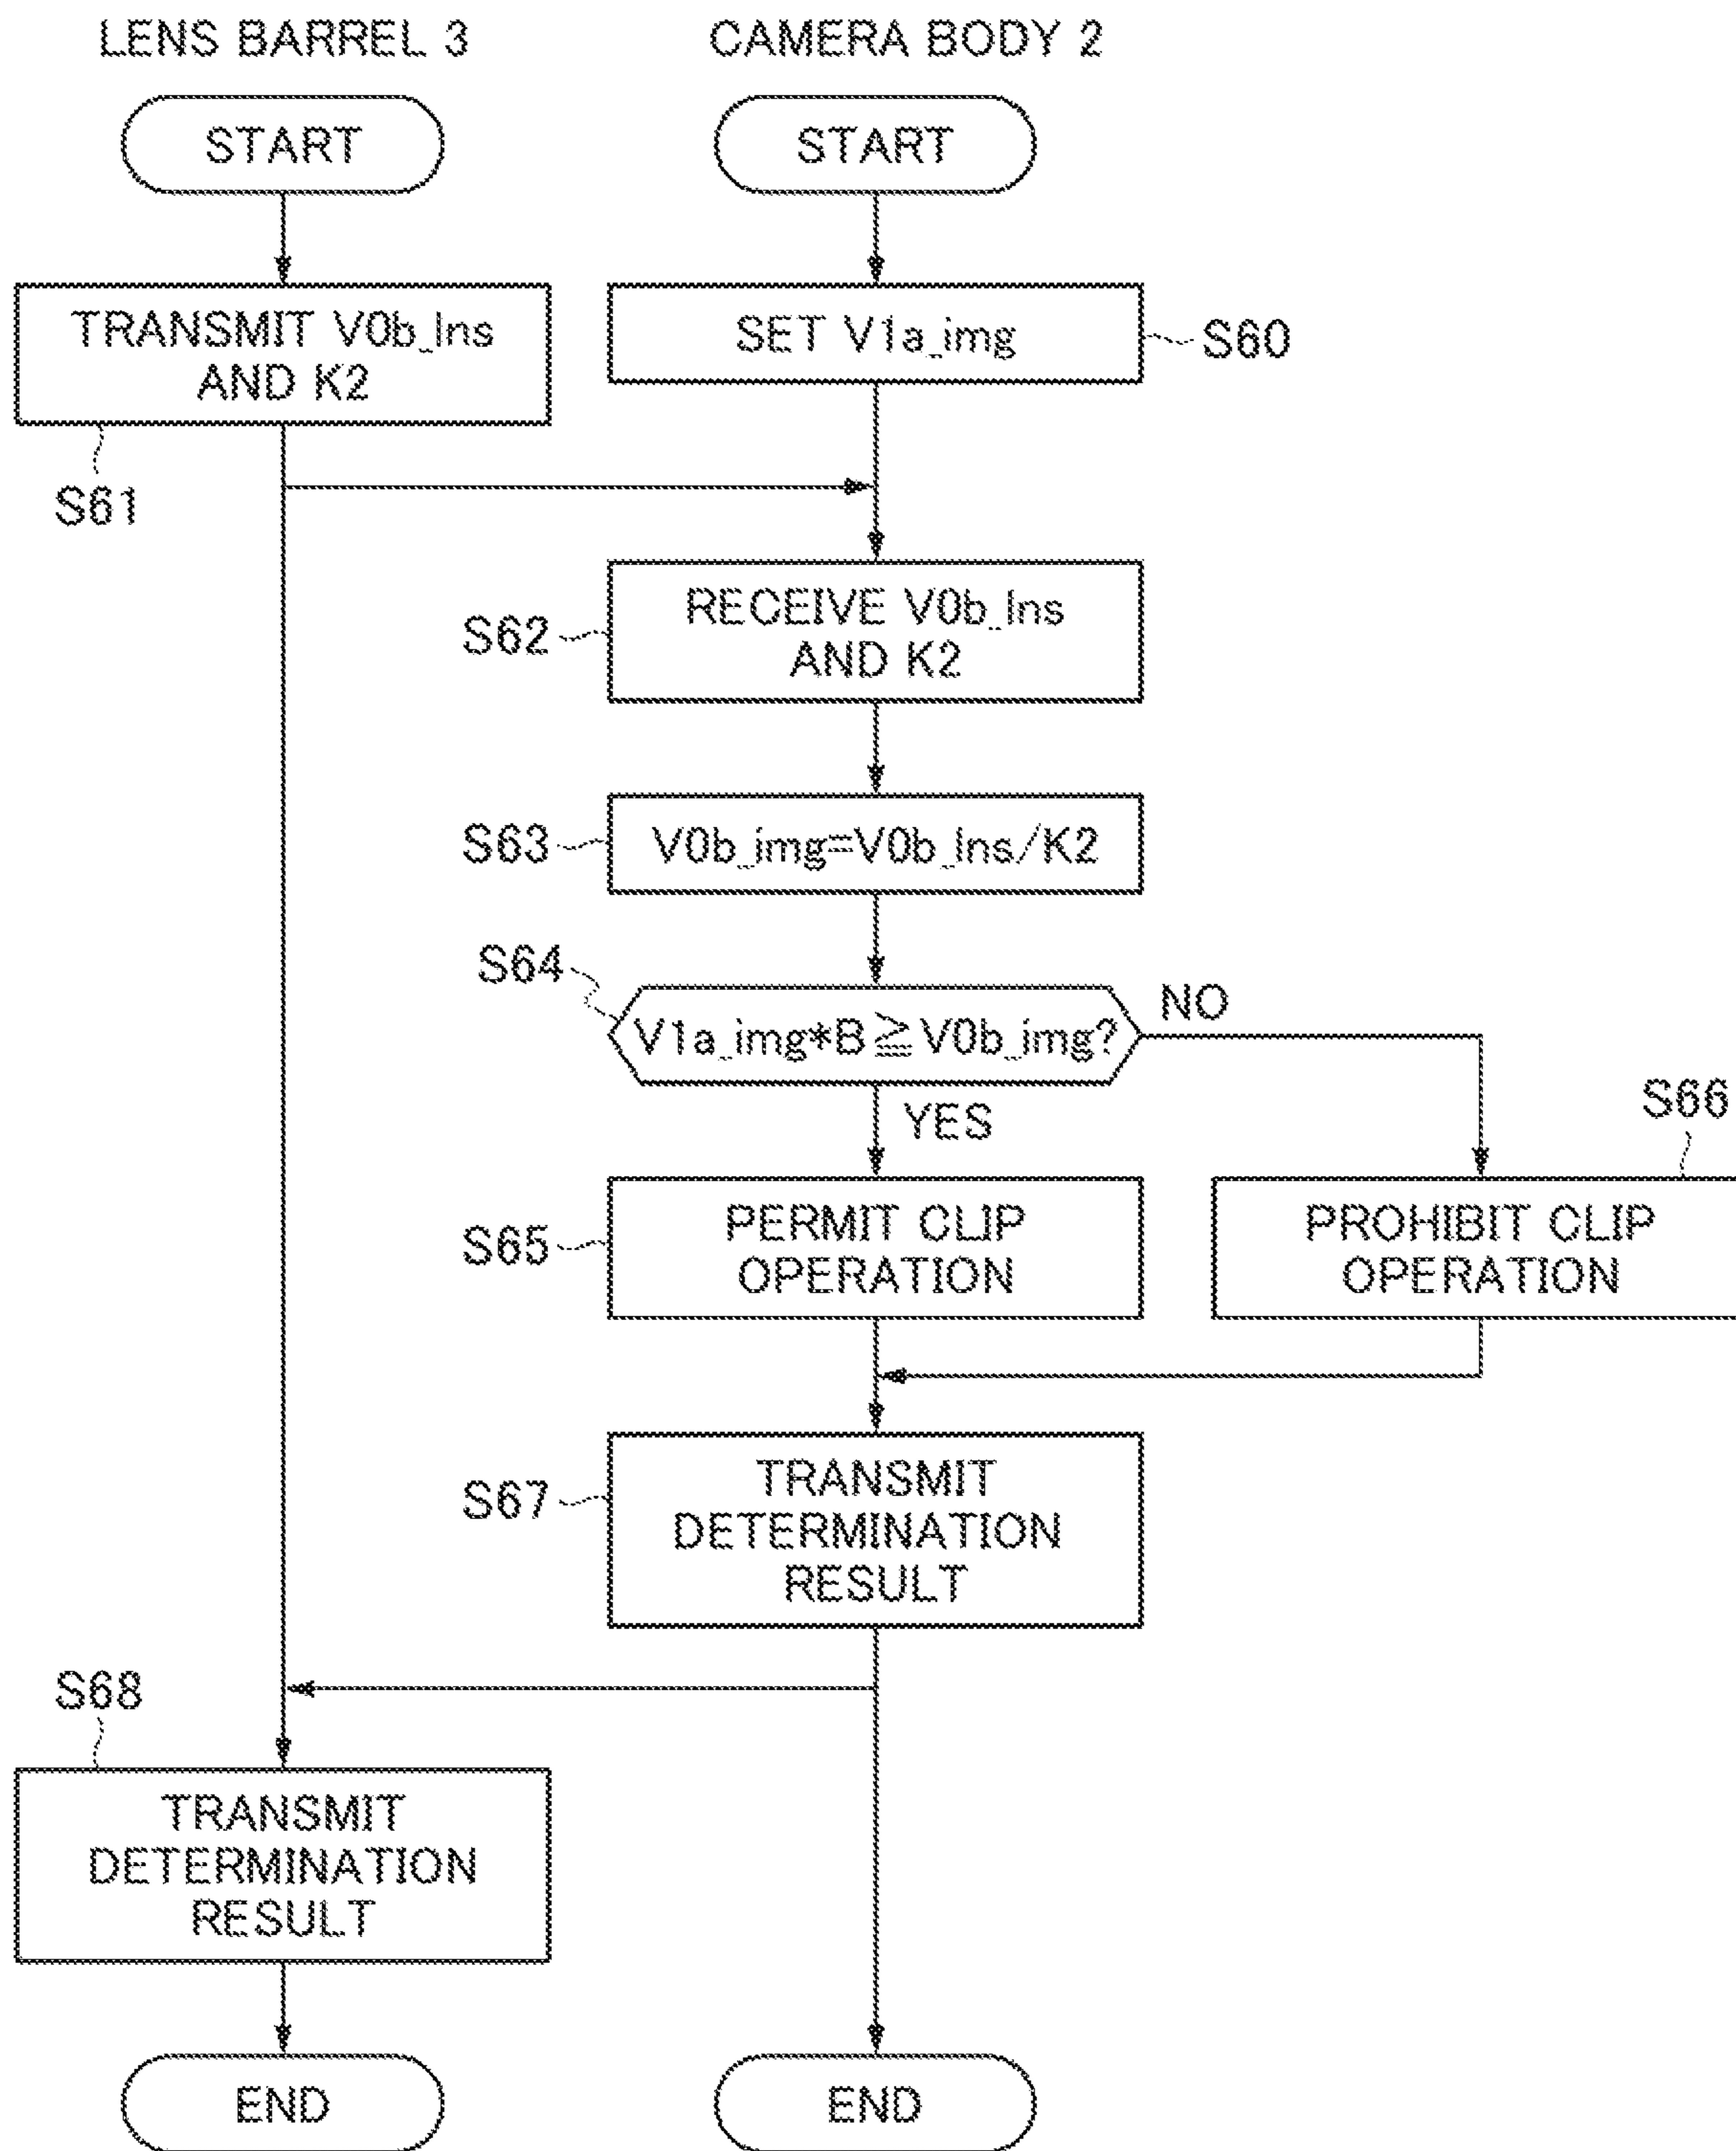 LENS BARREL 3
CAMERA BODY 2
START
START
TRANSMIT V0b_lns
AND K2
SET V1a_img
S60
S61
RECEIVE V0b_lns
AND K2
S62
S63
V0b_img=V0b_lns/K2
S64
V1a_img*B≧V0b_img?
NO
YES
S66
S65
PERMIT CLIP
OPERATION
PROHIBIT CLIP
OPERATION
S67
TRANSMIT
DETERMINATION
RESULT
S68
TRANSMIT
DETERMINATION
RESULT
END
END